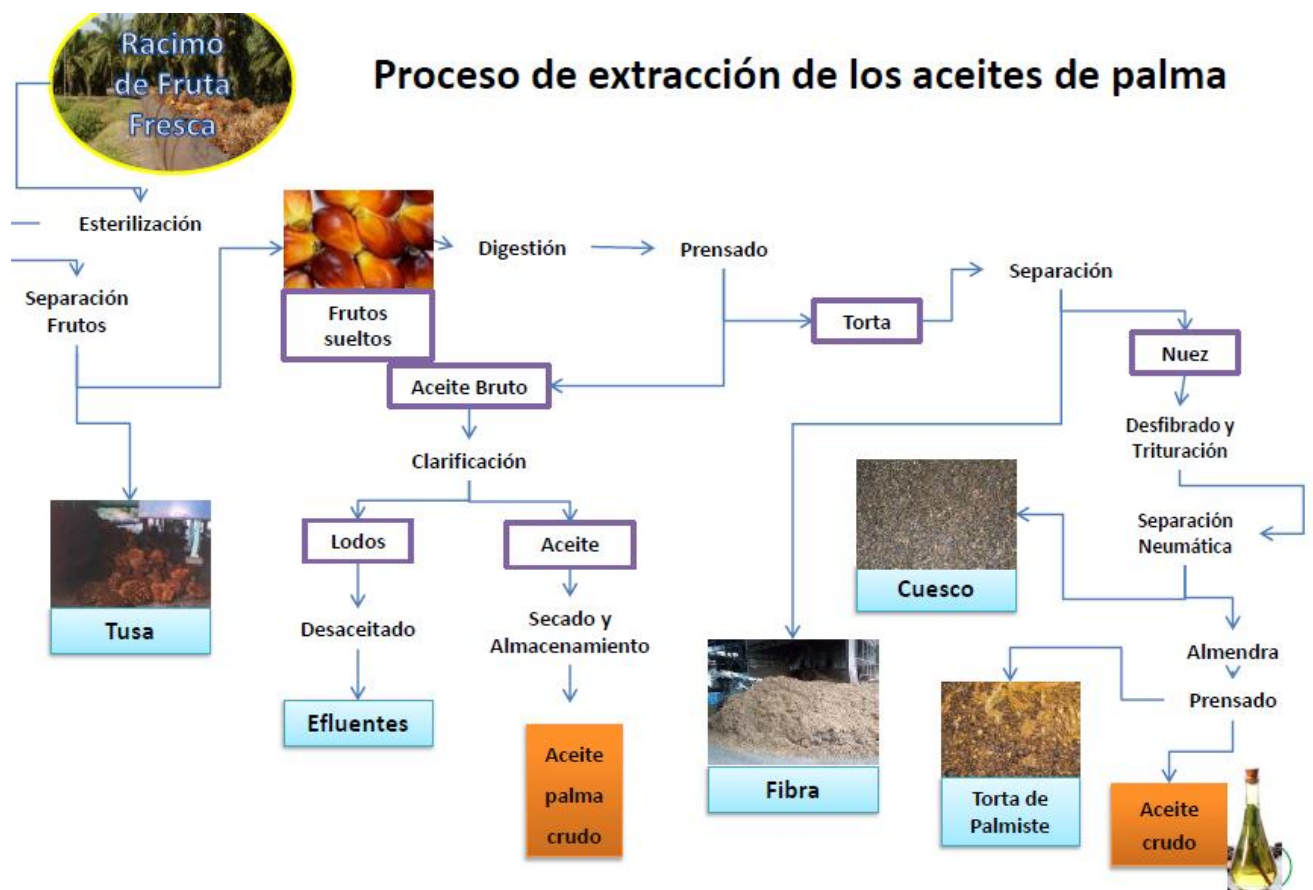 Racimo
de Fruta
Fresca
Proceso de extracción de los aceites de palma
Esterilización
Separación
Frutos
Frutos
sueltos
Digestión
Prensado
Separación
Torta
Nuez
Aceite Bruto
Desfibrado y
Trituración
Clarificación
Separación
Neumática
Lodos
Aceite
Cuesco
Tusa
Desaceitado
Secado y
Almacenamiento
Almendra
Prensado
Efluentes
Aceite
palma
crudo
Fibra
Torta de
Palmiste
Aceite
crudo